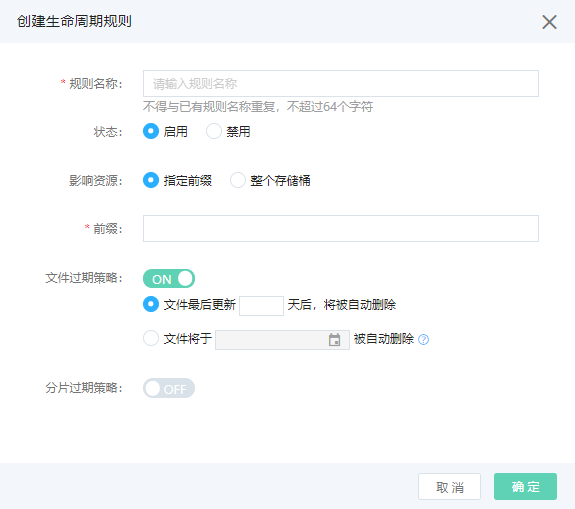 创建生命周期规则
* 规则名称： 请输入规则名称
不得与已有规则名称重复，不超过64个字符
状态： 启用 禁用
影响资源： 指定前缀 整个存储桶
* 前缀：
文件过期策略： ON
文件最后更新 天后，将被自动删除
文件将于 被自动删除 ?
分片过期策略： OFF
取消 确定